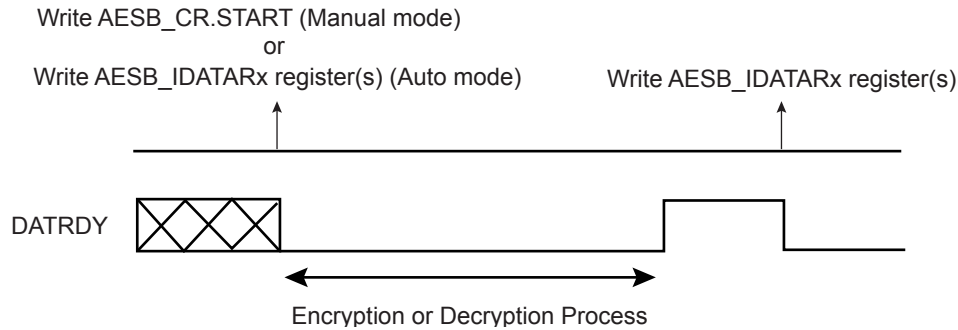 Write AESB_CR.START (Manual mode)
or
Write AESB_IDATARx register(s) (Auto mode)
Write AESB_IDATARx register(s)
DATRDY
Encryption or Decryption Process